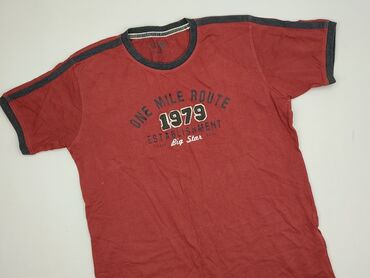 ONE MILE ROUTE
1979
ESTABLISHMENT
Big Star